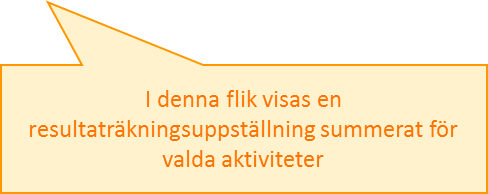 I denna flik visas en
resultaträkningsuppställning summerat för
valda aktiviteter